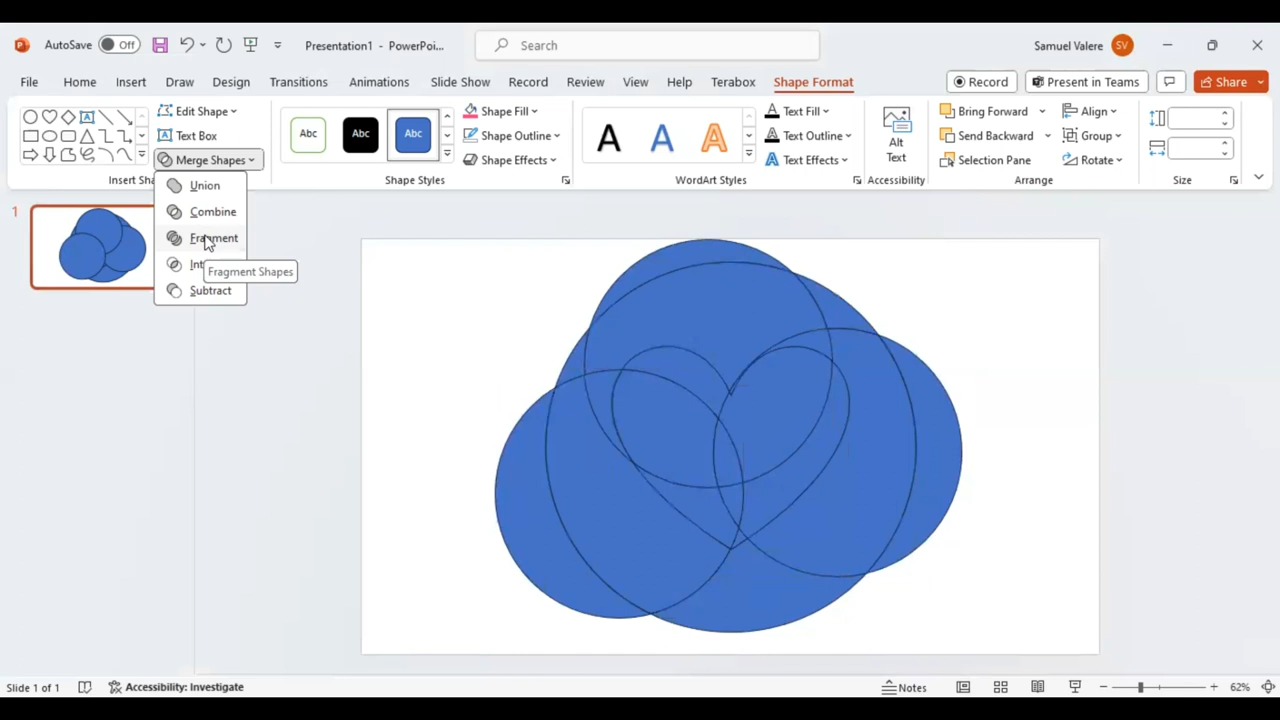 AutoSave Off Presentation1 - PowerPoi... Search Samuel Valere SV
File Home Insert Draw Design Transitions Animations Slide Show Record Review View Help Terabox Shape Format Record Present in Teams Share
Edit Shape
Text Box
Merge Shapes
Abc Abc Abc
Shape Fill
Shape Outline
Shape Effects
A A A
Text Fill
Text Outline
Text Effects
Alt
Text
Bring Forward
Send Backward
Selection Pane
Align
Group
Rotate
Insert Sha
Shape Styles
WordArt Styles
Accessibility
Arrange
Size
Union
Combine
Fragment
Int
Fragment Shapes
Subtract
1
Slide 1 of 1 Accessibility: Investigate Notes 62%